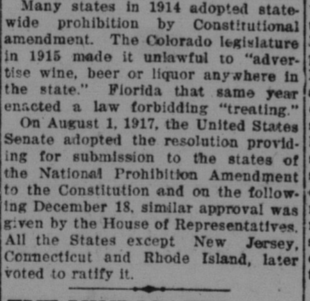 Many states in 1914 adopted state-
wide prohibition by Constitutional
amendment. The Colorado legislature
in 1915 made it unlawful to "adver-
tise wine, beer or liquor anywhere in
the state." Florida that same year
enacted a law forbidding "treating."
On August 1, 1917, the United States
Senate adopted the resolution provid-
ing for submission to the states of
the National Prohibition Amendment
to the Constitution and on the follow-
ing December 18, similar approval was
given by the House of Representatives.
All the States except New Jersey,
Connecticut and Rhode Island, later
voted to ratify it.